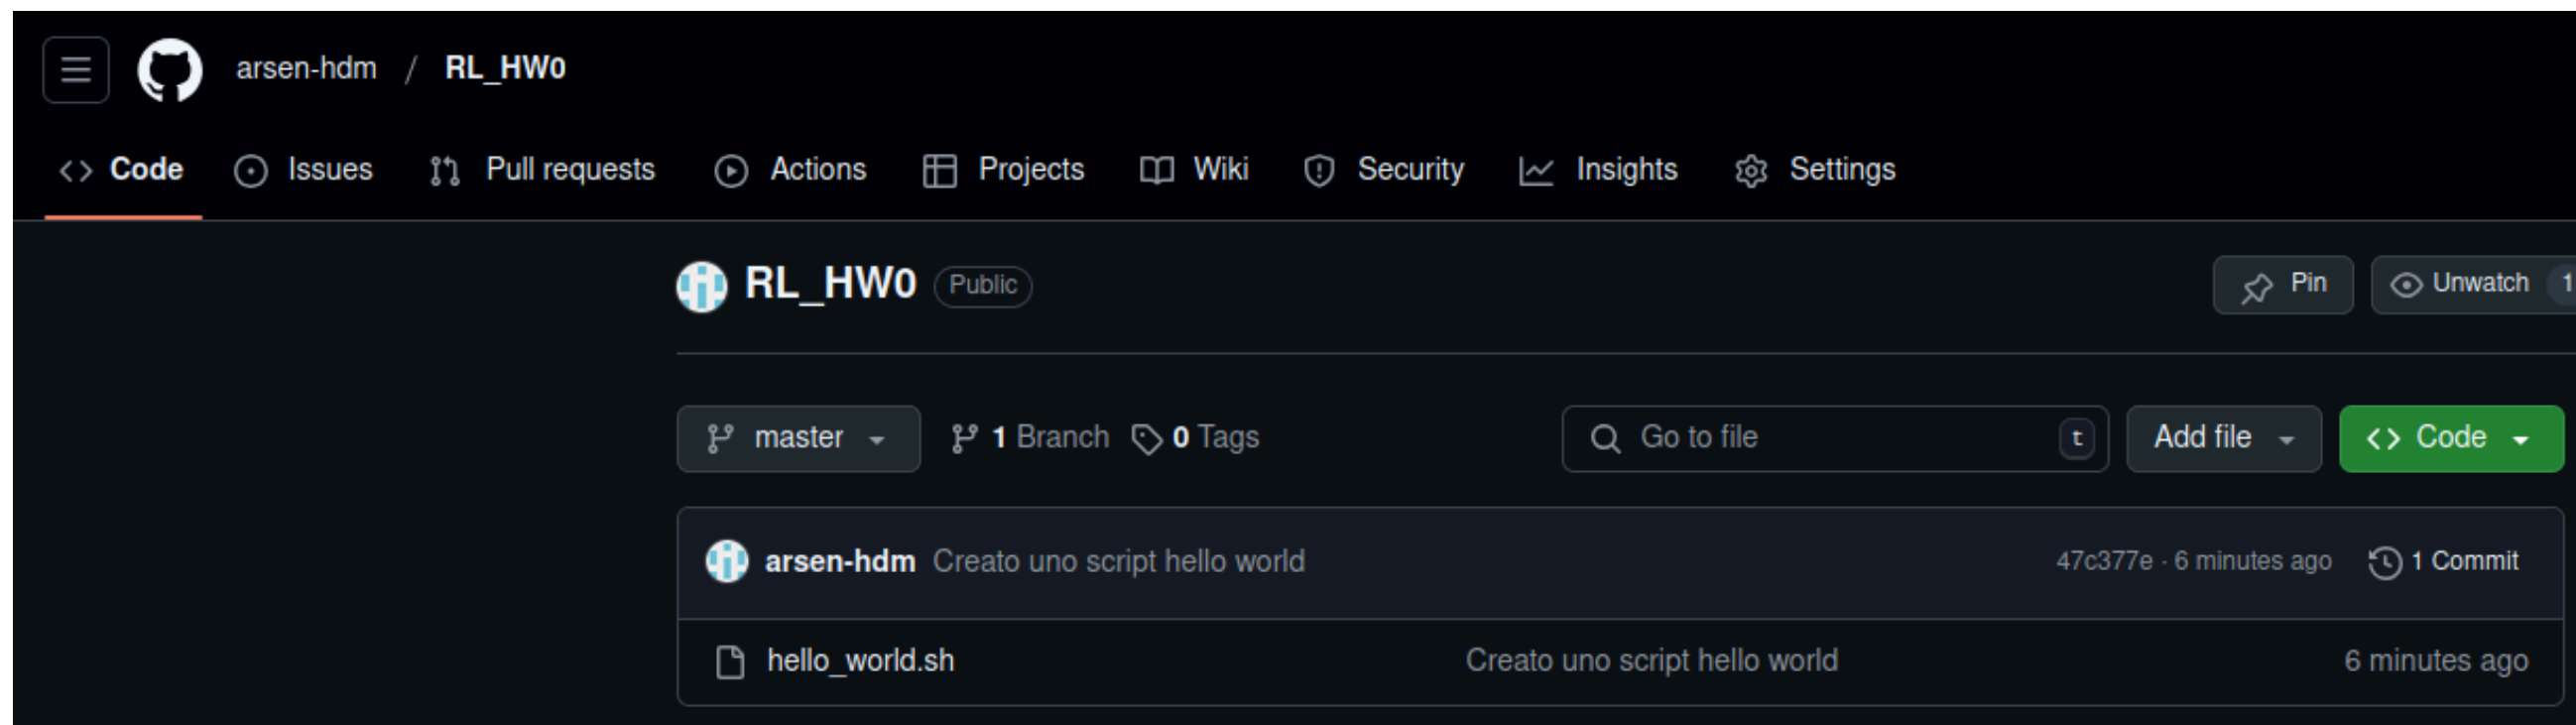 arsen-hdm / RL_HW0
Code Issues Pull requests Actions Projects Wiki Security Insights Settings
RL_HW0 Public Pin Unwatch 1
master 1 Branch 0 Tags Go to file t Add file Code
arsen-hdm Creato uno script hello world 47c377e · 6 minutes ago 1 Commit
hello_world.sh Creato uno script hello world 6 minutes ago